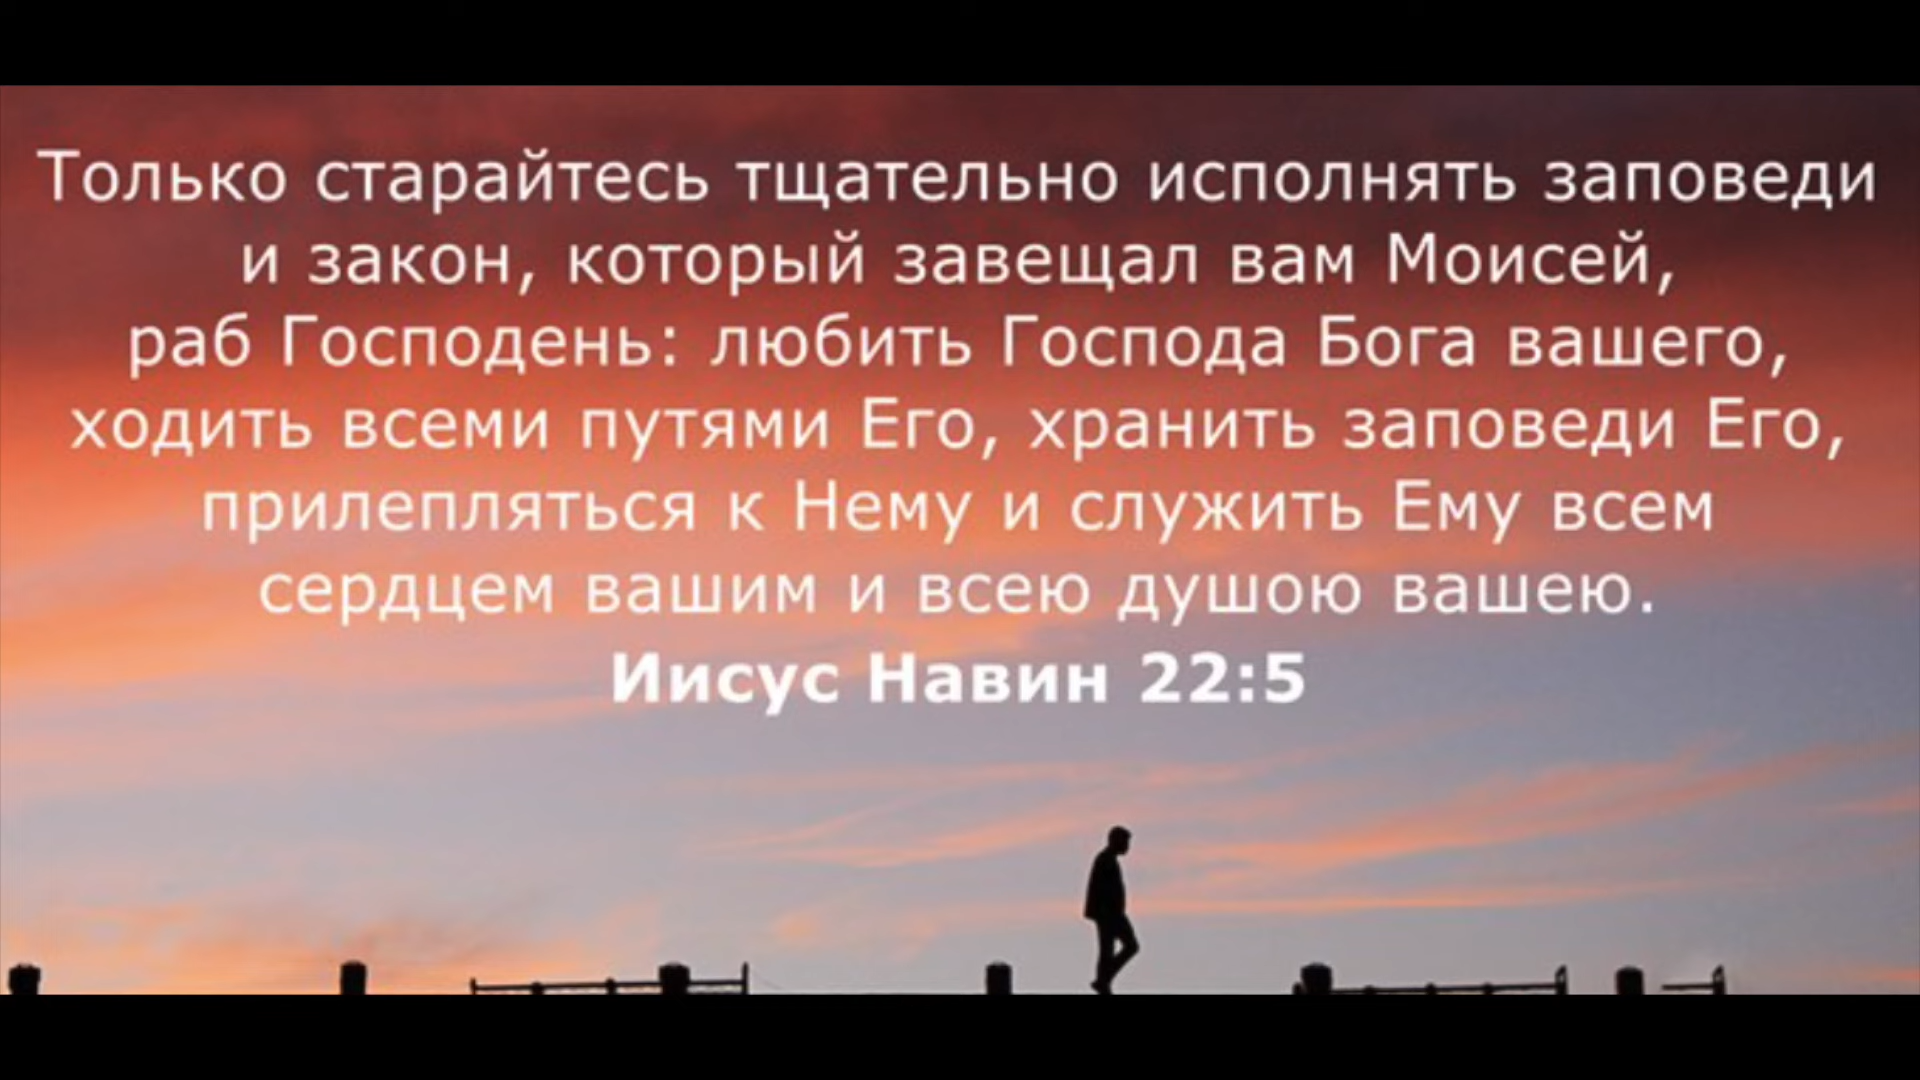 Только старайтесь тщательно исполнять заповеди
и закон, который завещал вам Моисей,
раб Господень: любить Господа Бога вашего,
ходить всеми путями Его, хранить заповеди Его,
прилепляться к Нему и служить Ему всем
сердцем вашим и всею душою вашею.
Иисус Навин 22:5